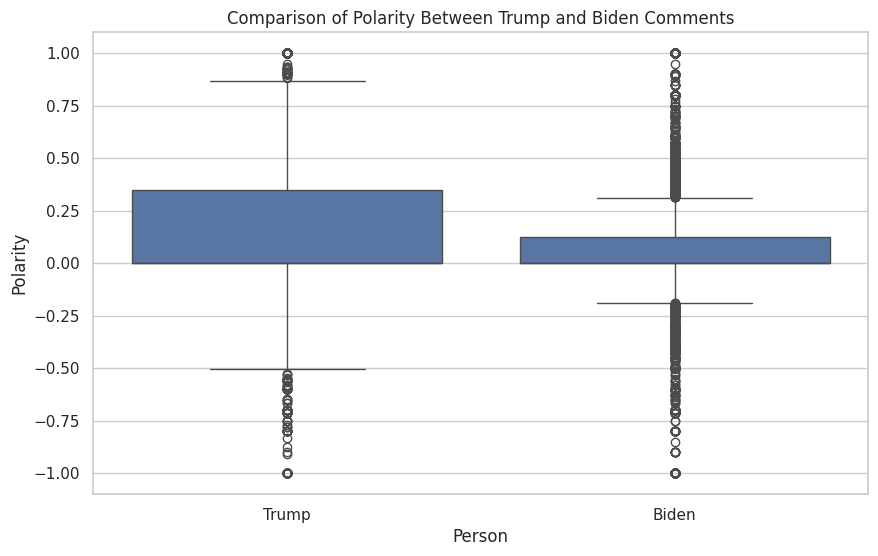 Comparison of Polarity Between Trump and Biden Comments
1.00
0.75
0.50
0.25
0.00
−0.25
−0.50
−0.75
−1.00
Polarity
Trump
Biden
Person